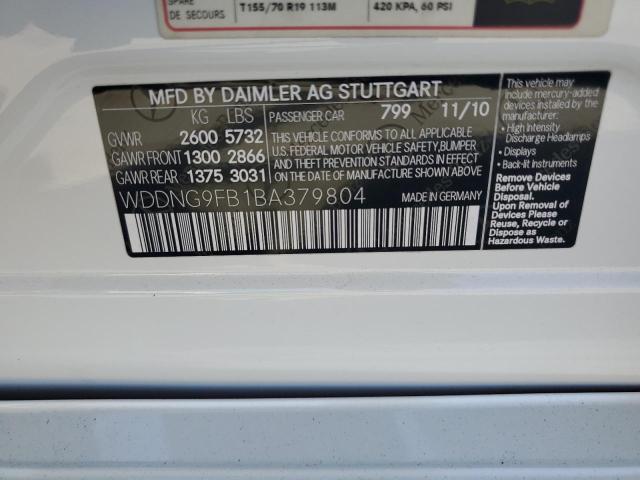 SPARE
DE SECOURS T155/70 R19 113M 420 KPA, 60 PSI
MFD BY DAIMLER AG STUTTGART
KG LBS PASSENGER CAR 799 11/10
GVWR 2600 5732
GAWR FRONT 1300 2866
GAWR REAR 1375 3031
THIS VEHICLE CONFORMS TO ALL APPLICABLE
U.S. FEDERAL MOTOR VEHICLE SAFETY, BUMPER
AND THEFT PREVENTION STANDARDS IN EFFECT
ON THE DATE OF MANUFACTURE SHOWN ABOVE.
WDDNG9FB1BA379804
This vehicle may
include mercury-added
devices installed by the
manufacturer:
• High Intensity
Discharge Headlamps
• Displays
• Back-lit Instruments
Remove Devices
Before Vehicle Disposal.
Upon Removal of
Devices Please
Reuse, Recycle or
Dispose as
Hazardous Waste.